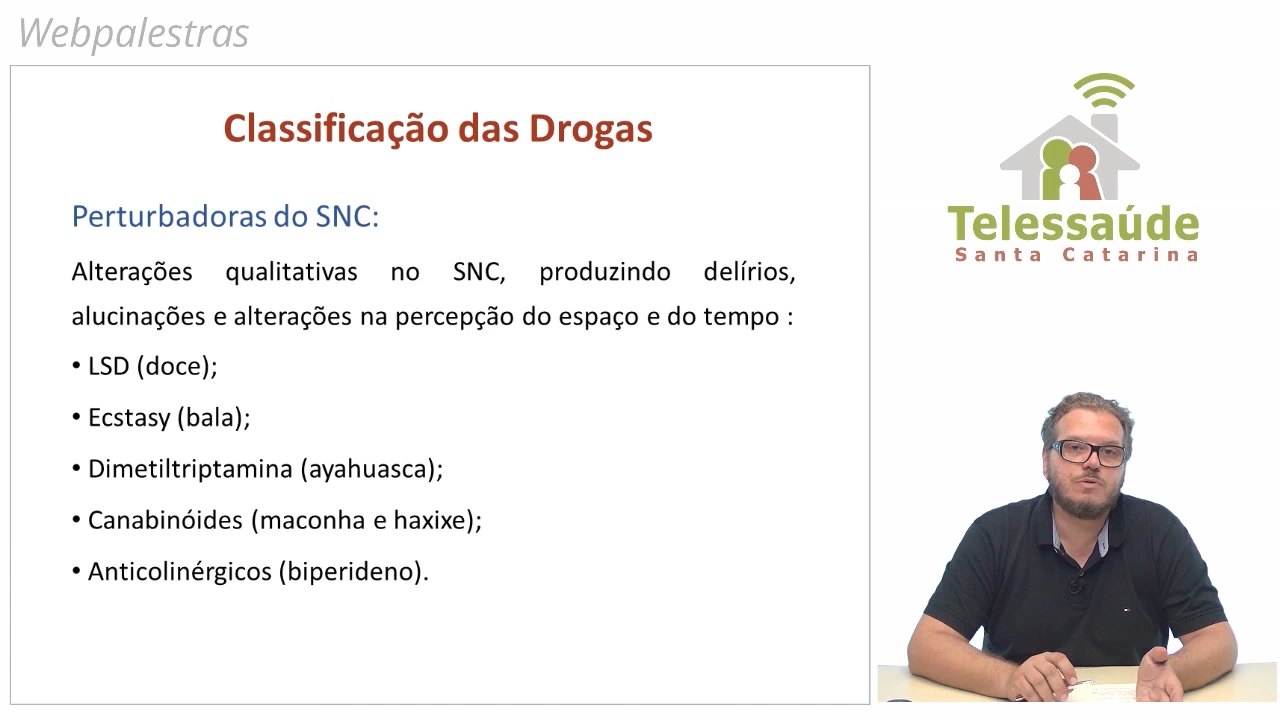 Webpalestras
Classificação das Drogas
Perturbadoras do SNC:
Alterações qualitativas no SNC, produzindo delírios,
alucinações e alterações na percepção do espaço e do tempo :
• LSD (doce);
• Ecstasy (bala);
• Dimetiltriptamina (ayahuasca);
• Canabinóides (maconha e haxixe);
• Anticolinérgicos (biperideno).
Telessaúde
Santa Catarina